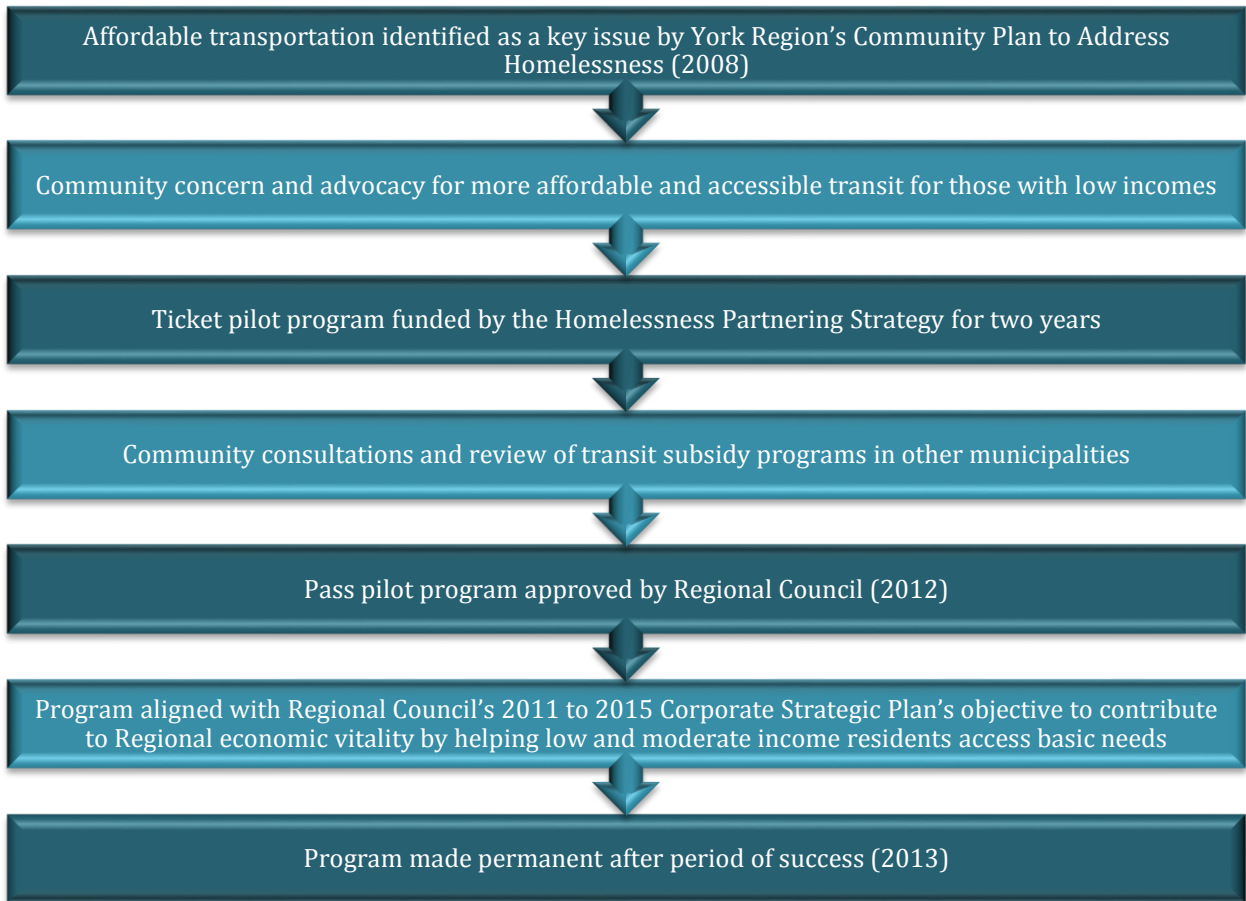 Affordable transportation identified as a key issue by York Region’s Community Plan to Address
Homelessness (2008)
Community concern and advocacy for more affordable and accessible transit for those with low incomes
Ticket pilot program funded by the Homelessness Partnering Strategy for two years
Community consultations and review of transit subsidy programs in other municipalities
Pass pilot program approved by Regional Council (2012)
Program aligned with Regional Council’s 2011 to 2015 Corporate Strategic Plan’s objective to contribute
to Regional economic vitality by helping low and moderate income residents access basic needs
Program made permanent after period of success (2013)